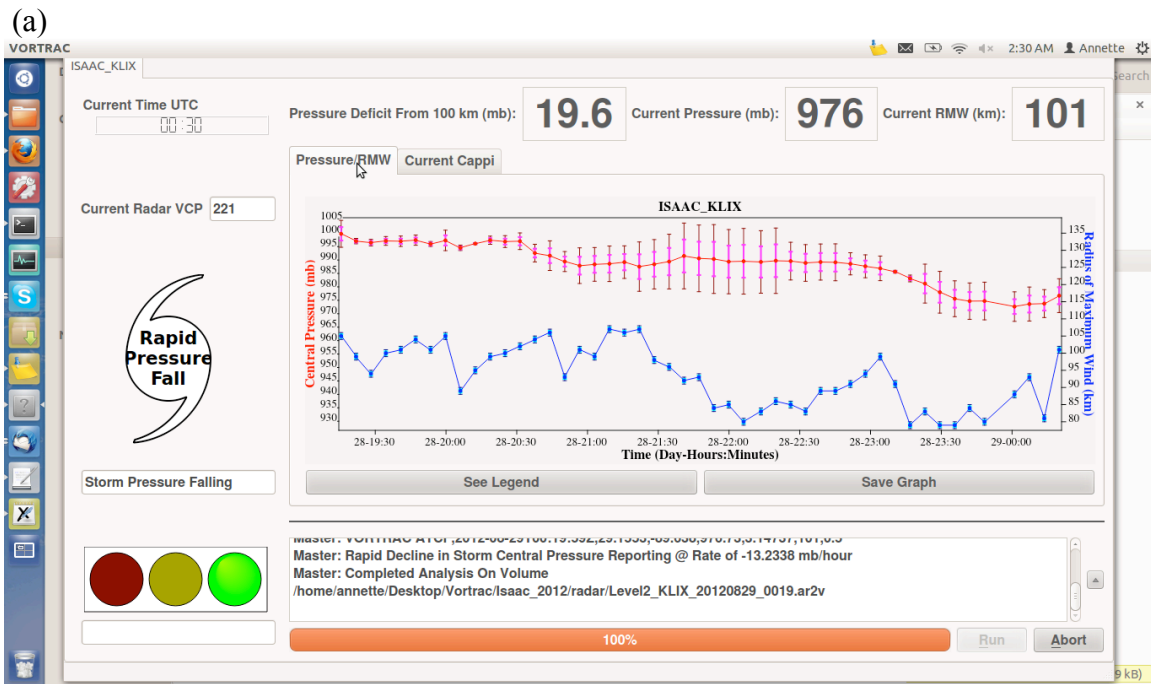 (a)
VORTRAC
2:30 AM Annette
ISAAC_KLIX
Search
Current Time UTC
00:30
Pressure Deficit From 100 km (mb): 19.6 Current Pressure (mb): 976 Current RMW (km): 101
Pressure/RMW Current Cappi
Current Radar VCP 221
ISAAC_KLIX
1005
1000
995
990
985
980
975
970
965
960
955
950
945
940
935
930
Central Pressure (mb)
135
130
125
120
115
110
105
100
95
90
85
80
Radius of Maximum Wind (km)
28-19:30 28-20:00 28-20:30 28-21:00 28-21:30 28-22:00 28-22:30 28-23:00 28-23:30 29-00:00
Time (Day-Hours:Minutes)
Rapid
Pressure
Fall
See Legend Save Graph
Storm Pressure Falling
Master: VORTRAC ATCF
Master: Rapid Decline in Storm Central Pressure Reporting @ Rate of -13.2338 mb/hour
Master: Completed Analysis On Volume
/home/annette/Desktop/Vortrac/Isaac_2012/radar/Level2_KLIX_20120829_0019.ar2v
100% Run Abort
9 kB)